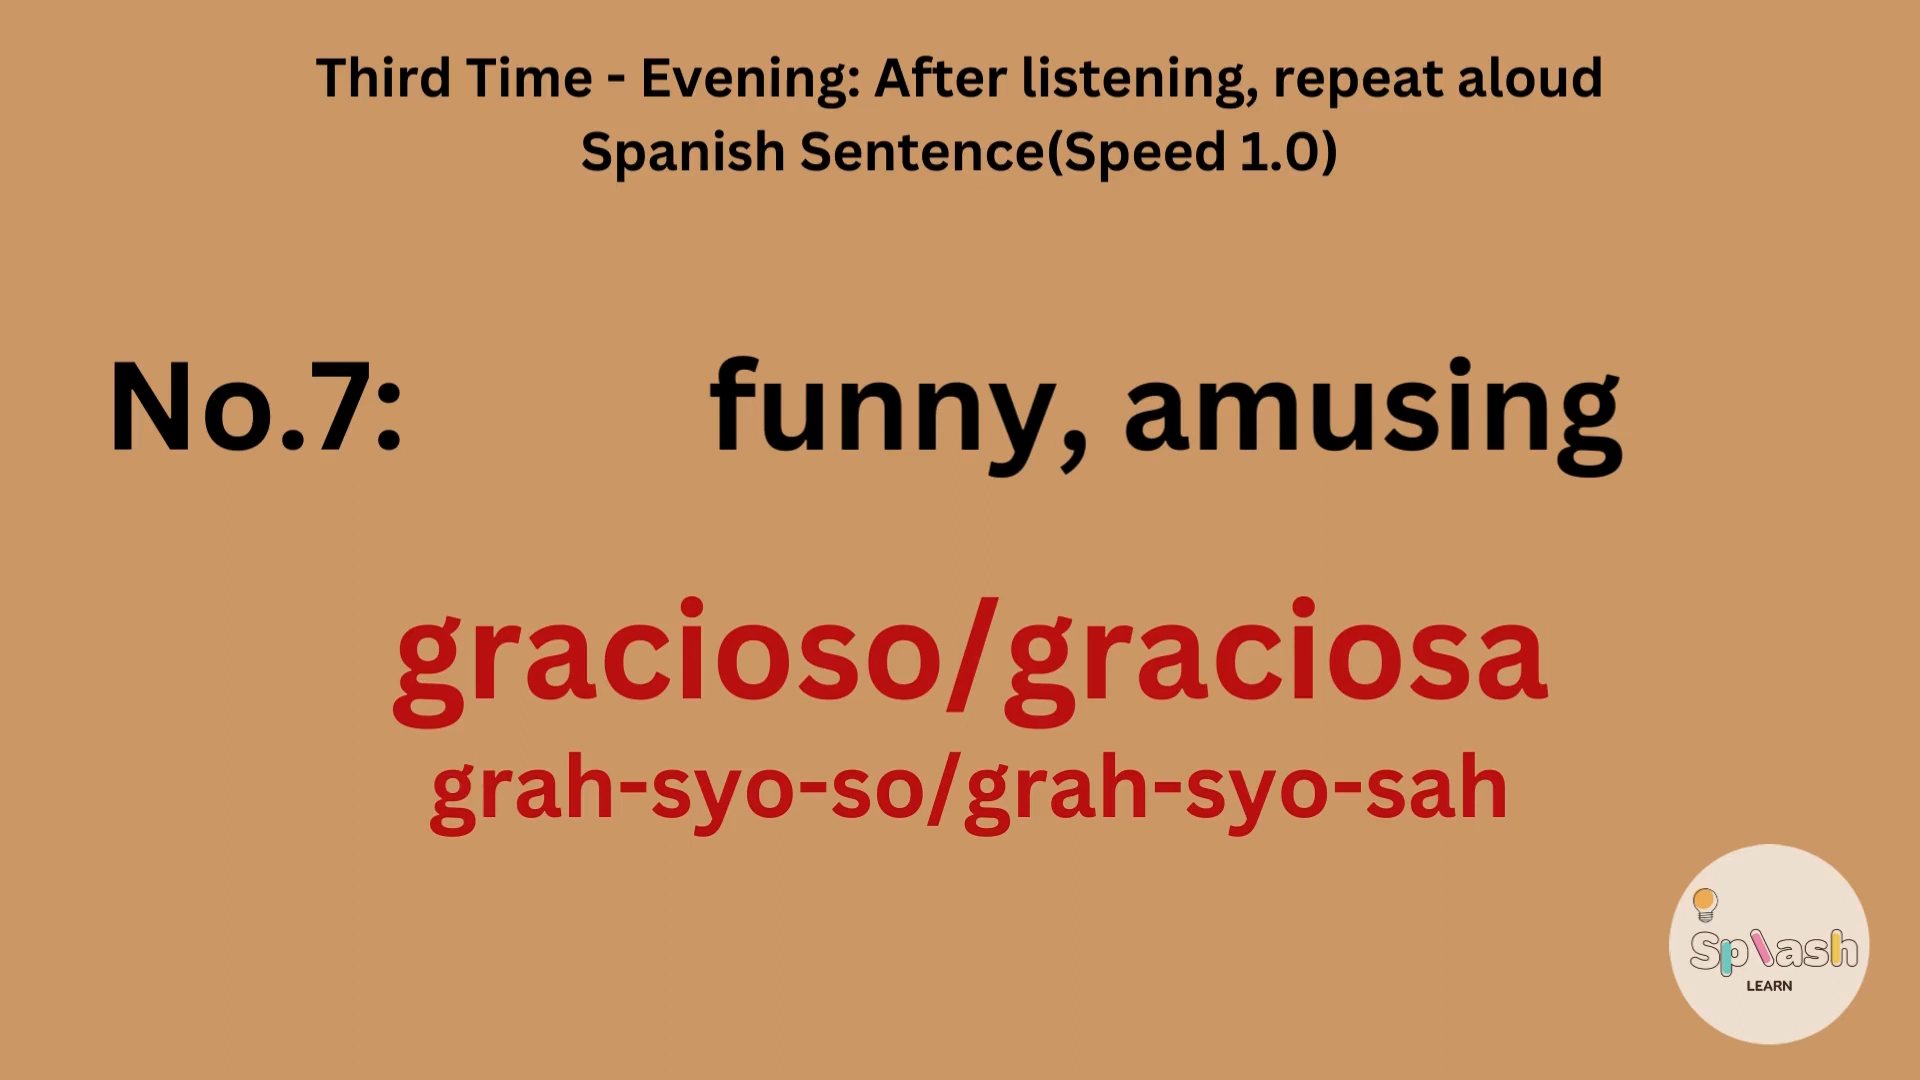 Third Time - Evening: After listening, repeat aloud
Spanish Sentence(Speed 1.0)
No.7: funny, amusing
gracioso/graciosa
grah-syo-so/grah-syo-sah
Splash
LEARN